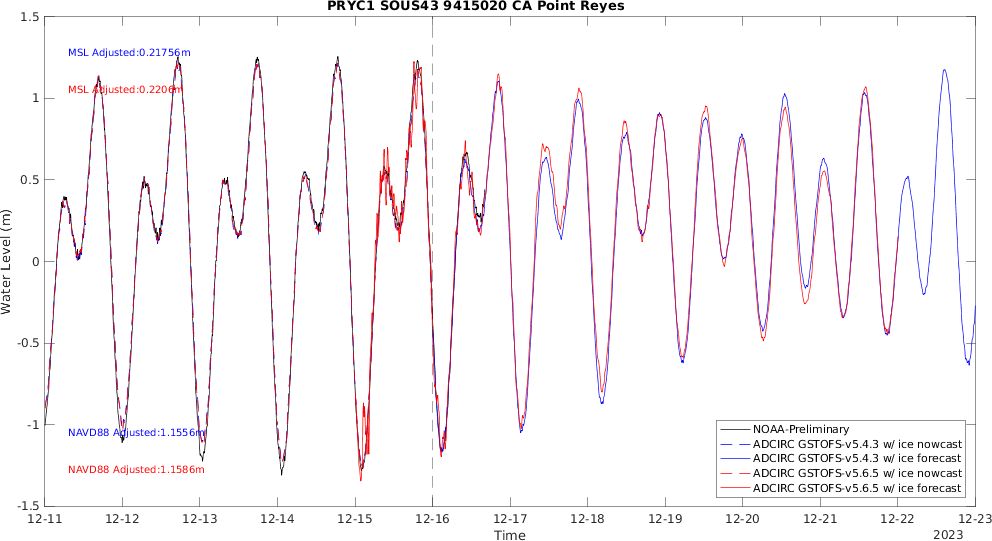 PRYC1 SOUS43 9415020 CA Point Reyes
1.5
1
0.5
0
-0.5
-1
-1.5
Water Level (m)
MSL Adjusted:0.21756m
MSL Adjusted:0.2206m
NAVD88 Adjusted:1.1556m
NAVD88 Adjusted:1.1586m
NOAA-Preliminary
ADCIRC GSTOFS-v5.4.3 w/ ice nowcast
ADCIRC GSTOFS-v5.4.3 w/ ice forecast
ADCIRC GSTOFS-v5.6.5 w/ ice nowcast
ADCIRC GSTOFS-v5.6.5 w/ ice forecast
12-11 12-12 12-13 12-14 12-15 12-16 12-17 12-18 12-19 12-20 12-21 12-22 12-23
Time
2023